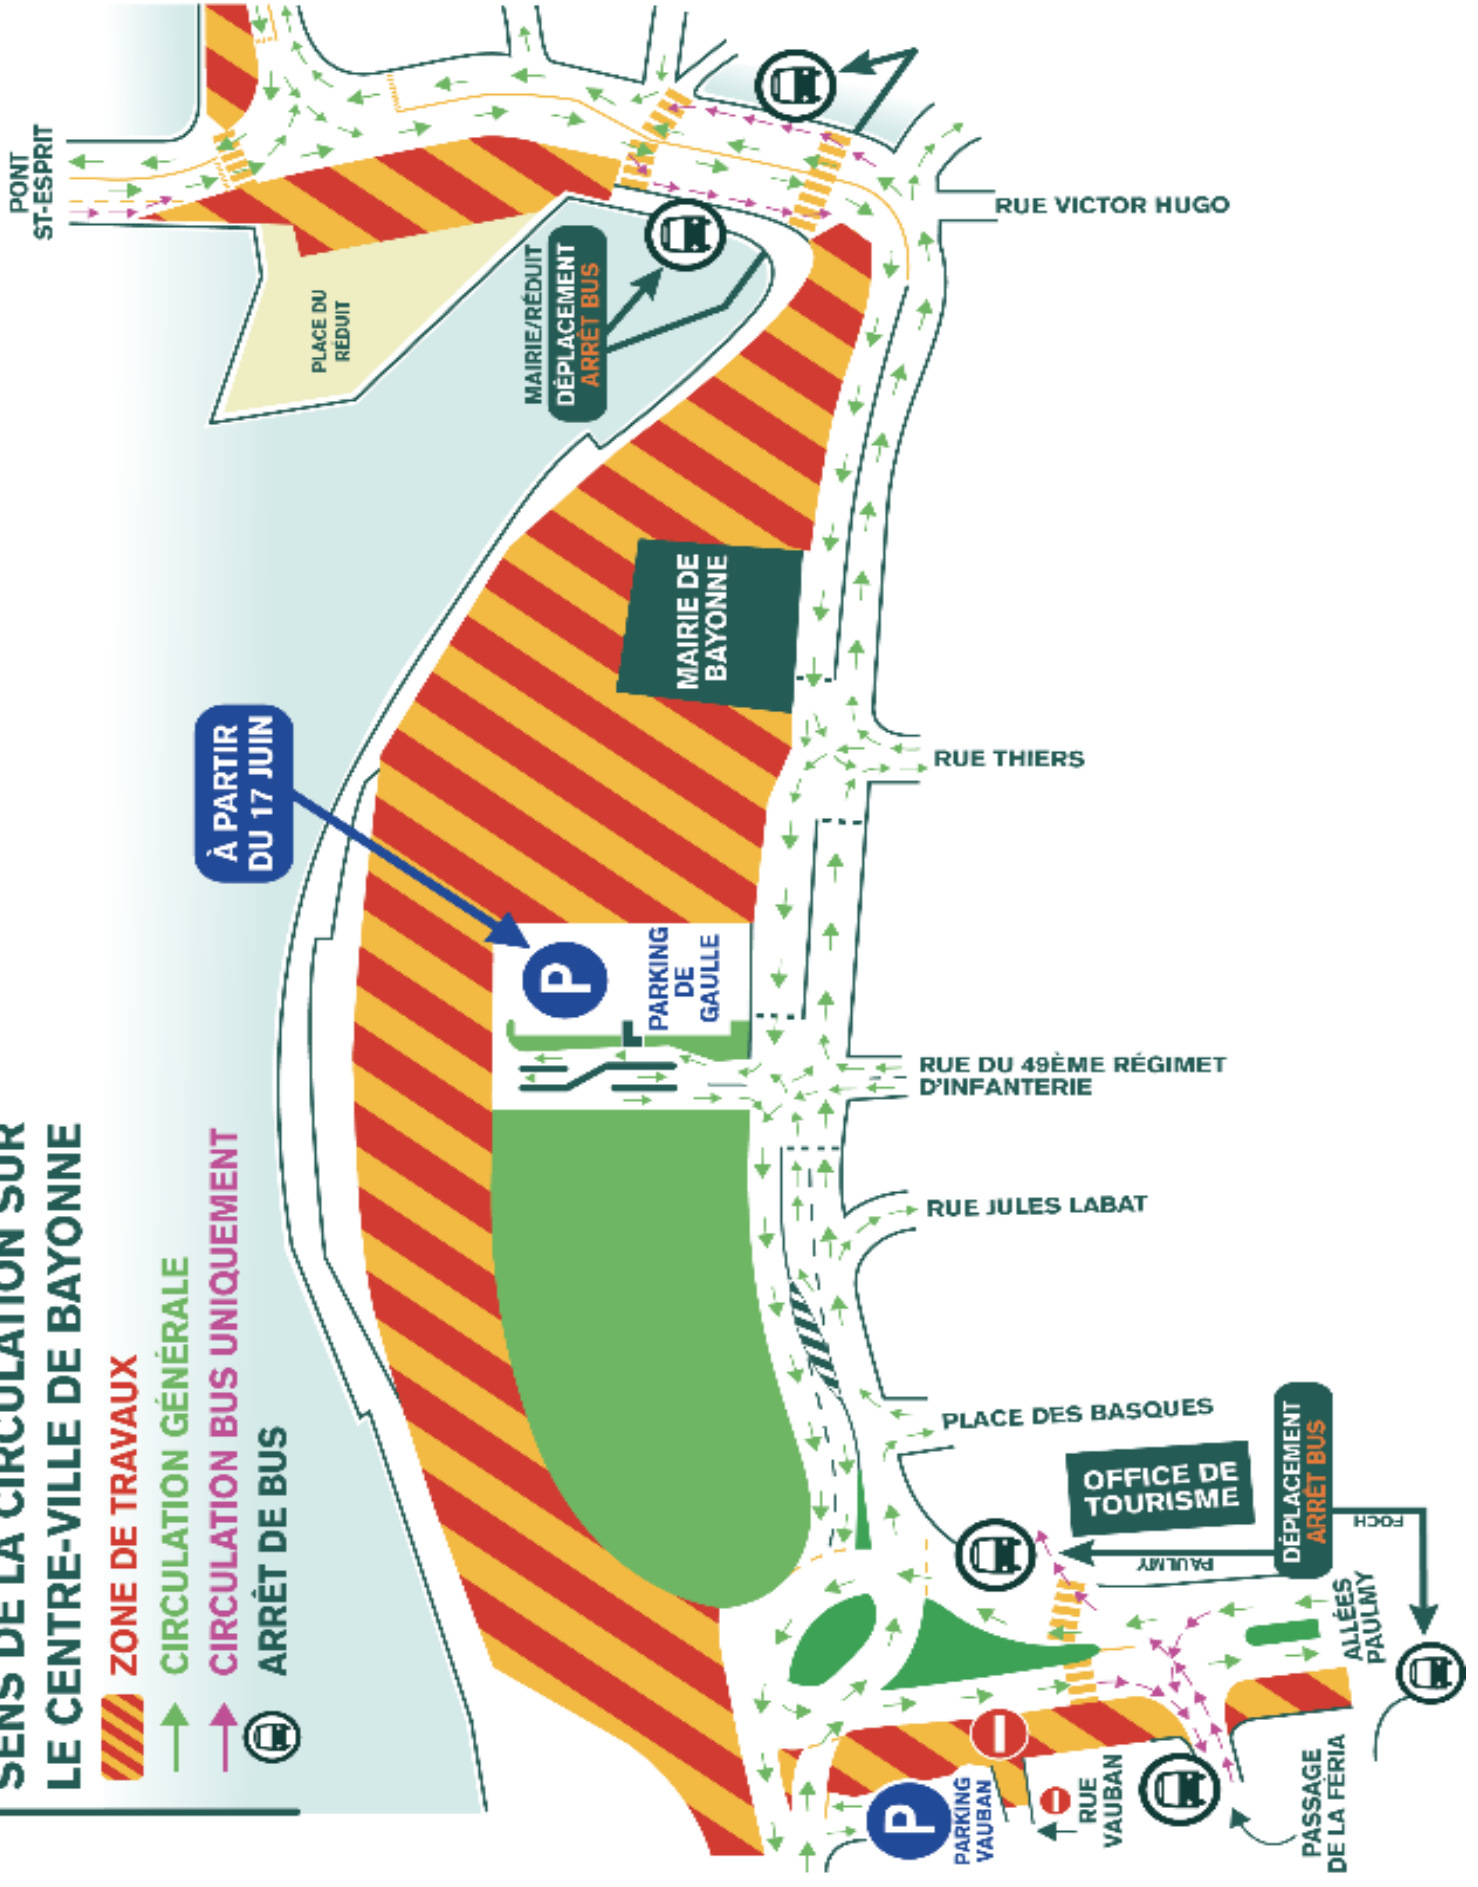 SENS DE LA CIRCULATION SUR
LE CENTRE-VILLE DE BAYONNE
ZONE DE TRAVAUX
CIRCULATION GÉNÉRALE
CIRCULATION BUS UNIQUEMENT
ARRÊT DE BUS
À PARTIR
DU 17 JUIN
PONT
ST-ESPRIT
PLACE DU
RÉDUIT
MAIRIE/RÉDUIT
DÉPLACEMENT
ARRÊT BUS
MAIRIE DE
BAYONNE
P
PARKING
DE
GAULLE
RUE VICTOR HUGO
RUE THIERS
RUE DU 49ÈME RÉGIMET
D'INFANTERIE
RUE JULES LABAT
PLACE DES BASQUES
OFFICE DE
TOURISME
DÉPLACEMENT
ARRÊT BUS
PAULMY
FOCH
ALLÉES
PAULMY
P
PARKING
VAUBAN
RUE
VAUBAN
PASSAGE
DE LA FERIA